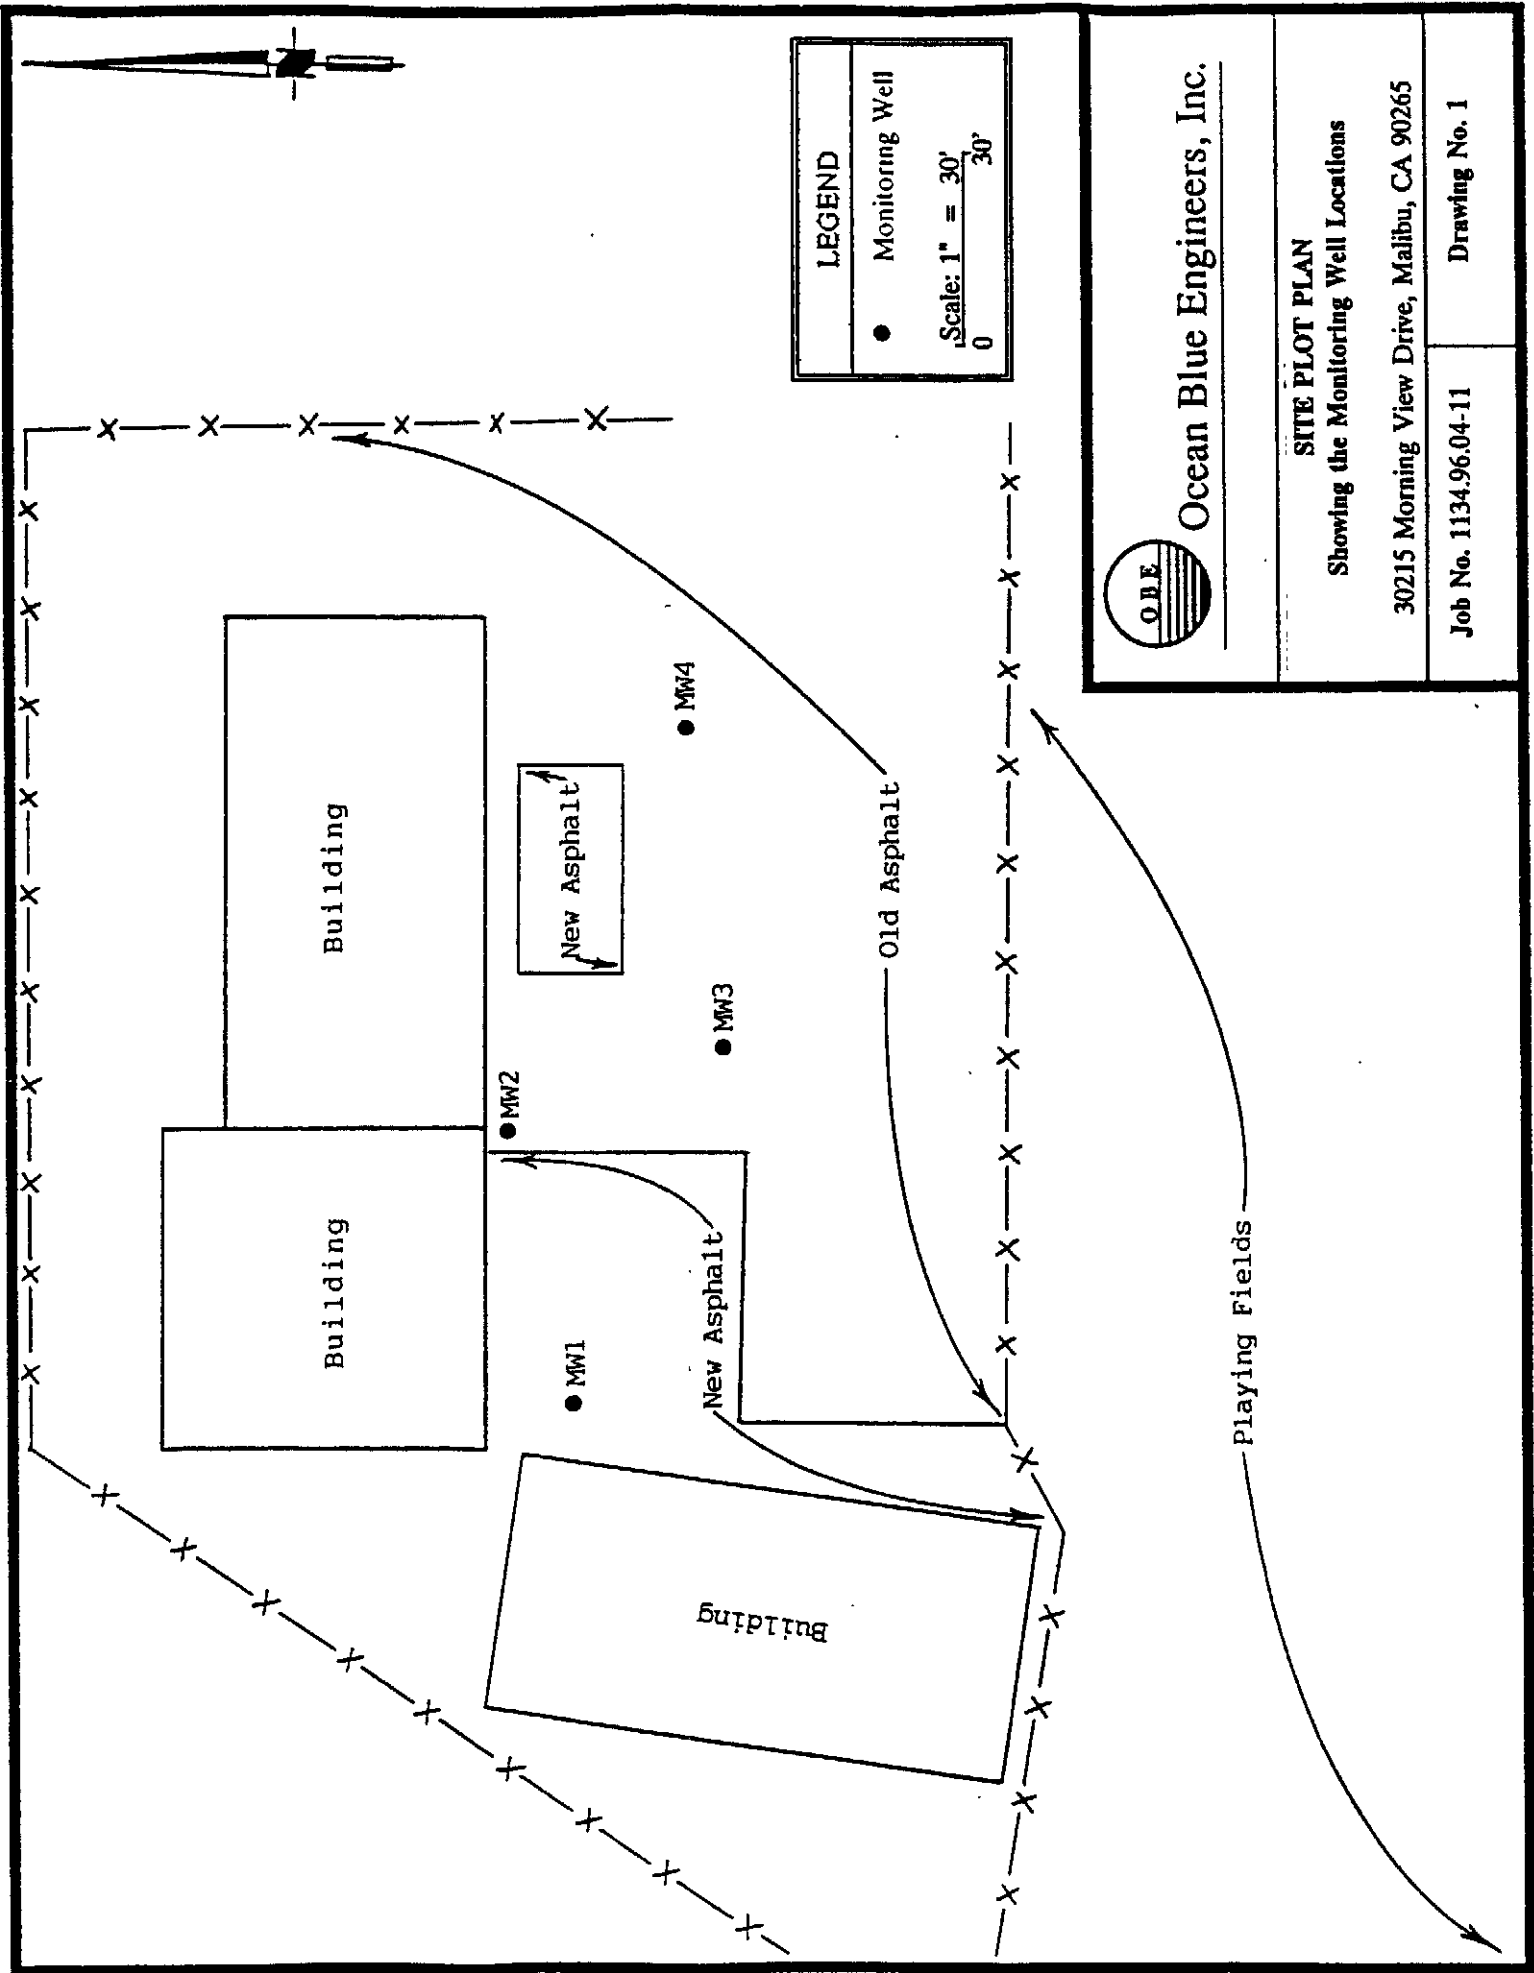 Building
Building
MW2
MW1
New Asphalt
MW4
MW3
New Asphalt
Building
Old Asphalt
Playing Fields
LEGEND
● Monitoring Well
Scale: 1" = 30'
0 30'
OBE
Ocean Blue Engineers, Inc.
SITE PLOT PLAN
Showing the Monitoring Well Locations
30215 Morning View Drive, Malibu, CA 90265
Job No. 1134.96.04-11
Drawing No. 1